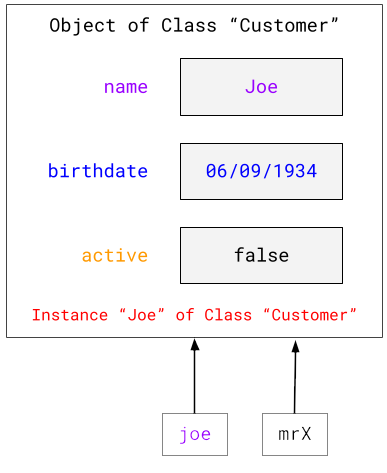 Object of Class “Customer”
name Joe
birthdate 06/09/1934
active false
Instance “Joe” of Class “Customer”
joe mrX